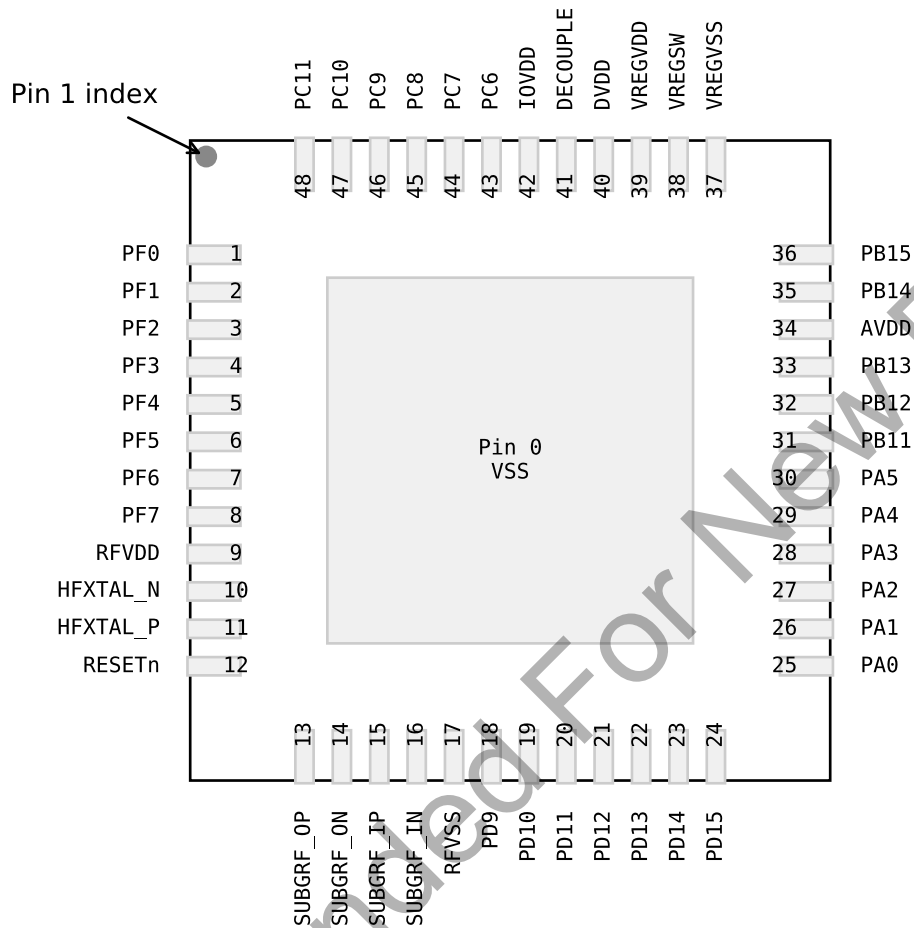 PC11
PC10
PC9
PC8
PC7
PC6
IOVDD
DECOUPLE
DVDD
VREGVDD
VREGSW
VREGVSS
Pin 1 index
48
47
46
45
44
43
42
41
40
39
38
37
PF0 1
36 PB15
PF1 2
35 PB14
PF2 3
34 AVDD
PF3 4
33 PB13
PF4 5
32 PB12
PF5 6
31 PB11
Pin 0
VSS
PF6 7
30 PA5
PF7 8
29 PA4
RFVDD 9
28 PA3
HFXTAL_N 10
27 PA2
HFXTAL_P 11
26 PA1
RESETn 12
25 PA0
13
14
15
16
17
18
19
20
21
22
23
24
SUBGRF_OP
SUBGRF_ON
SUBGRF_IP
SUBGRF_IN
RFVSS
PD9
PD10
PD11
PD12
PD13
PD14
PD15
For New